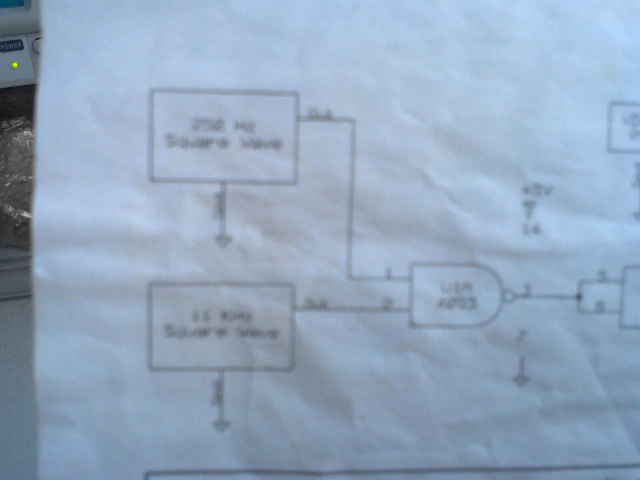 POWER
250 Hz
Square Wave
Out
+5V
14
1
U1A
4093
3
5
6
11 KHz
Square Wave
Out
2
7